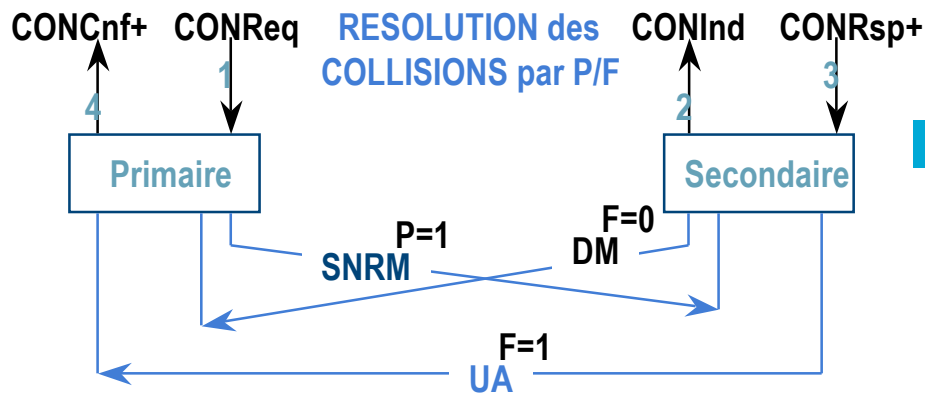 CONCnf+ CONReq RESOLUTION des CONInd CONRsp+
COLLISIONS par P/F
1 3
4 2
Primaire Secondaire
F=0
P=1 DM
SNRM
F=1
UA